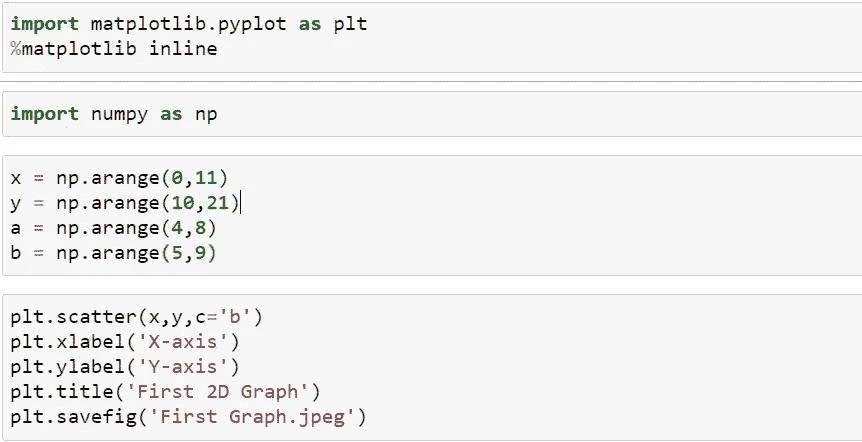 import matplotlib.pyplot as plt
%matplotlib inline
import numpy as np
x = np.arange(0,11)
y = np.arange(10,21)
a = np.arange(4,8)
b = np.arange(5,9)
plt.scatter(x,y,c='b')
plt.xlabel('X-axis')
plt.ylabel('Y-axis')
plt.title('First 2D Graph')
plt.savefig('First Graph.jpeg')